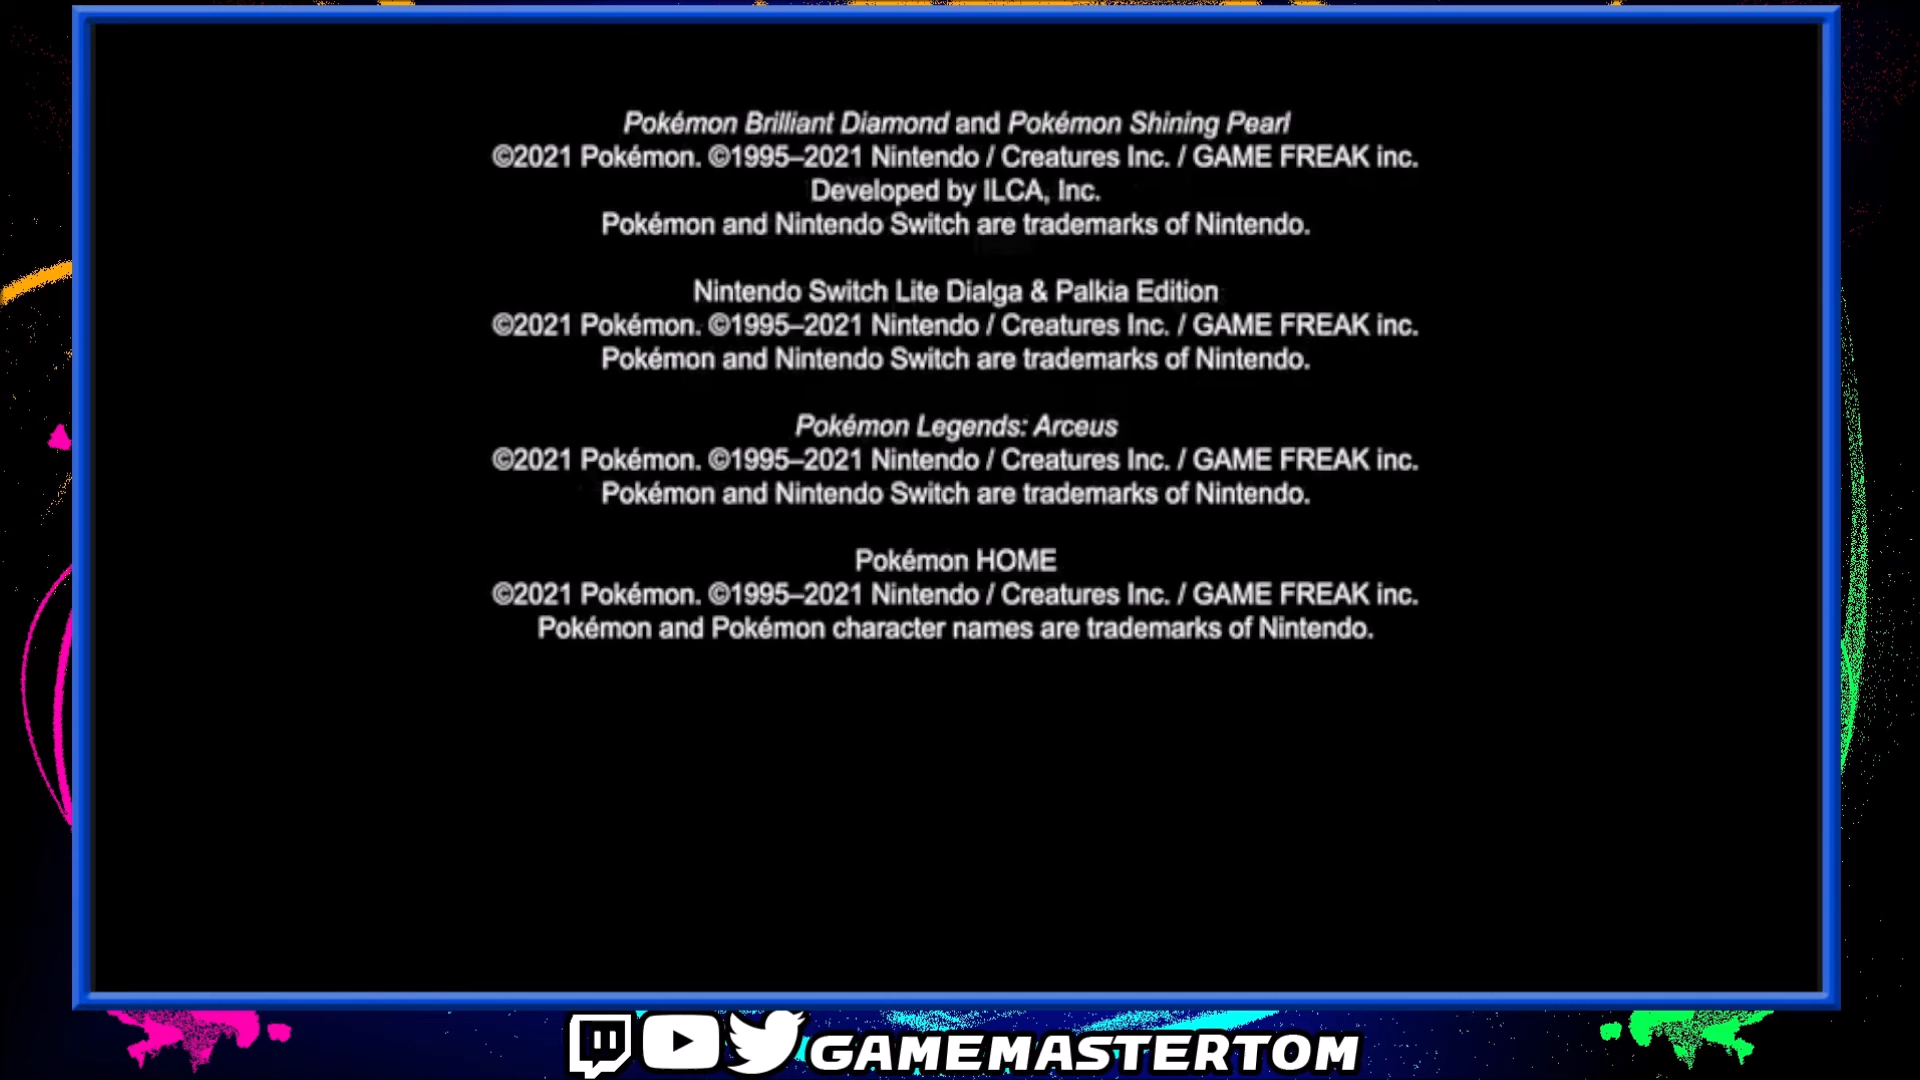 Pokémon Brilliant Diamond and Pokémon Shining Pearl
©2021 Pokémon. ©1995–2021 Nintendo / Creatures Inc. / GAME FREAK inc.
Developed by ILCA, Inc.
Pokémon and Nintendo Switch are trademarks of Nintendo.
Nintendo Switch Lite Dialga & Palkia Edition
©2021 Pokémon. ©1995–2021 Nintendo / Creatures Inc. / GAME FREAK inc.
Pokémon and Nintendo Switch are trademarks of Nintendo.
Pokémon Legends: Arceus
©2021 Pokémon. ©1995–2021 Nintendo / Creatures Inc. / GAME FREAK inc.
Pokémon and Nintendo Switch are trademarks of Nintendo.
Pokémon HOME
©2021 Pokémon. ©1995–2021 Nintendo / Creatures Inc. / GAME FREAK inc.
Pokémon and Pokémon character names are trademarks of Nintendo.
GAMEMASTERTOM